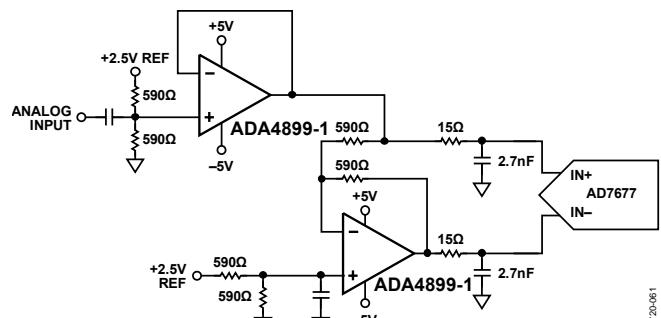 +5V
+2.5V REF
590Ω
ANALOG
INPUT
590Ω
ADA4899-1
–5V
590Ω
15Ω
590Ω
2.7nF
IN+
AD7677
IN–
+5V
15Ω
+2.5V
REF
590Ω
590Ω
ADA4899-1
2.7nF